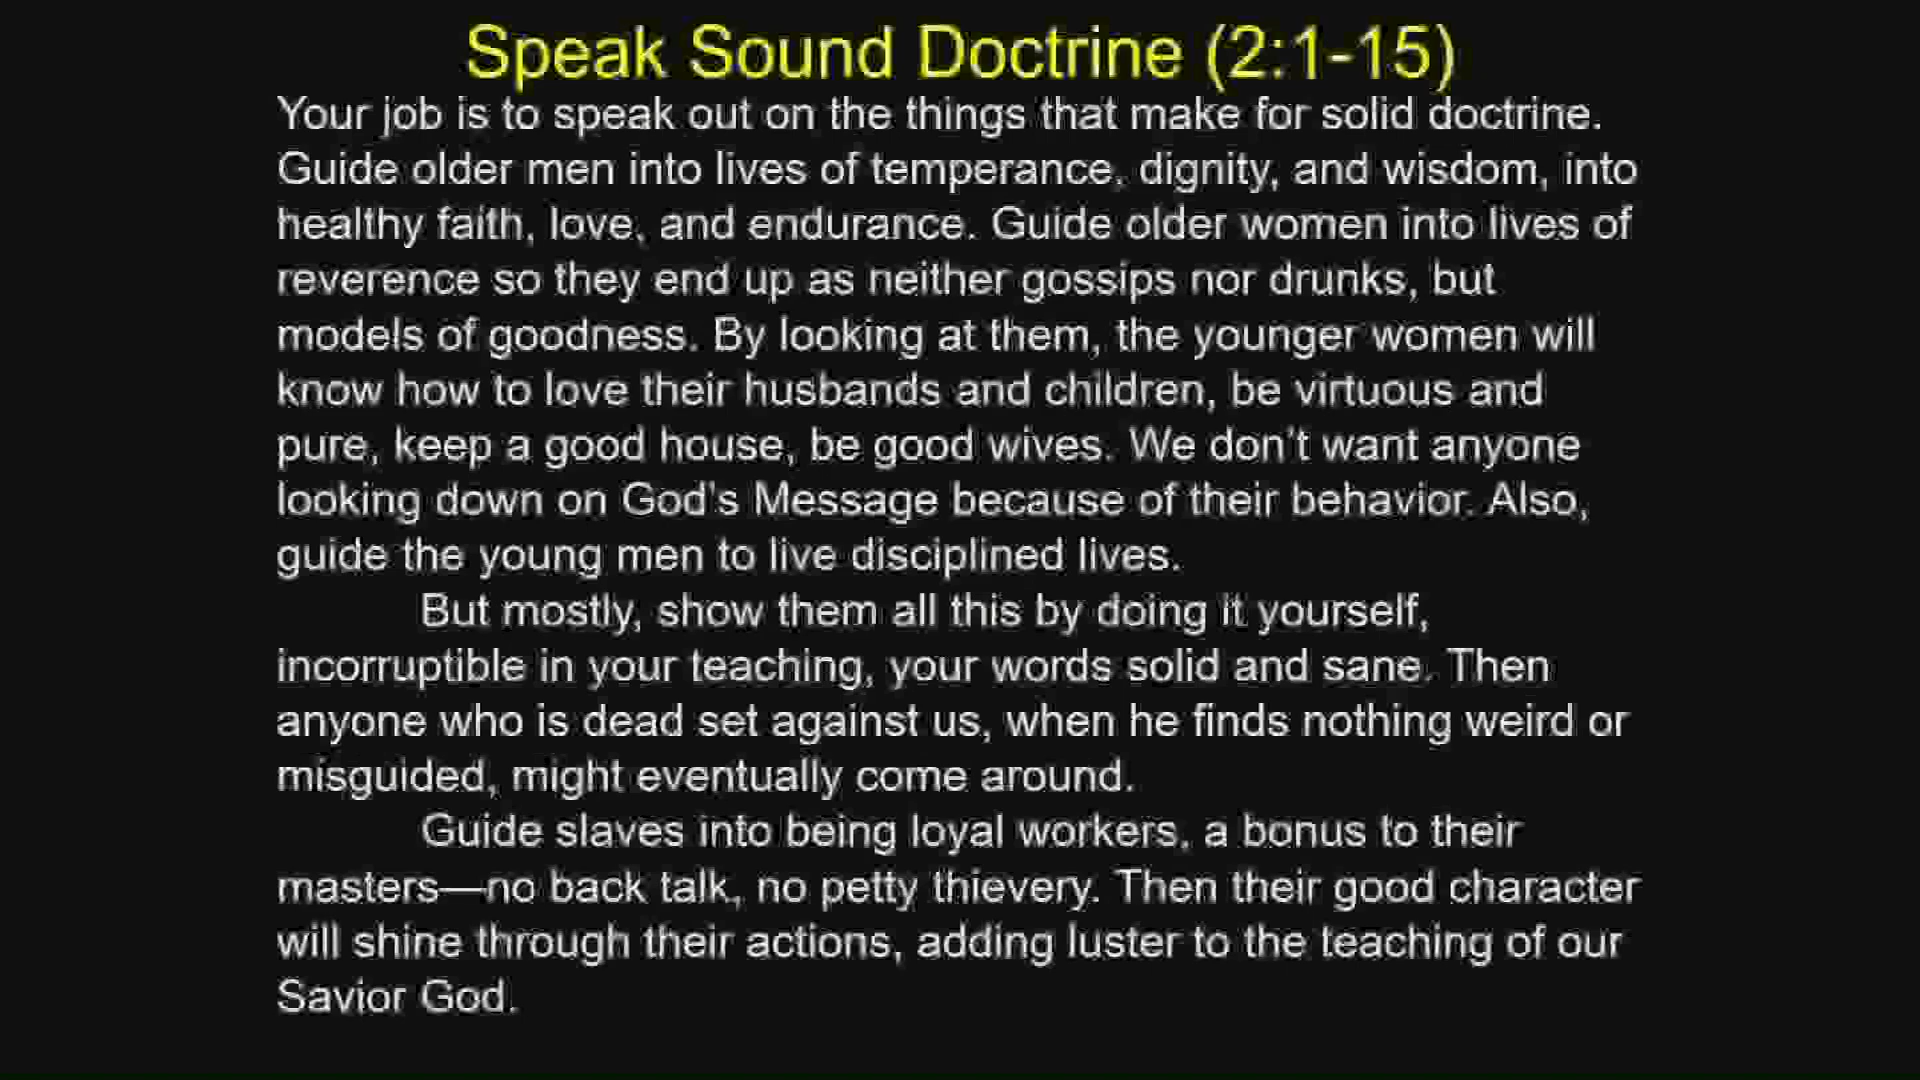 Speak Sound Doctrine (2:1-15)
Your job is to speak out on the things that make for solid doctrine.
Guide older men into lives of temperance, dignity, and wisdom, into
healthy faith, love, and endurance. Guide older women into lives of
reverence so they end up as neither gossips nor drunks, but
models of goodness. By looking at them, the younger women will
know how to love their husbands and children, be virtuous and
pure, keep a good house, be good wives. We don't want anyone
looking down on God's Message because of their behavior. Also,
guide the young men to live disciplined lives.
But mostly, show them all this by doing it yourself,
incorruptible in your teaching, your words solid and sane. Then
anyone who is dead set against us, when he finds nothing weird or
misguided, might eventually come around.
Guide slaves into being loyal workers, a bonus to their
masters—no back talk, no petty thievery. Then their good character
will shine through their actions, adding luster to the teaching of our
Savior God.